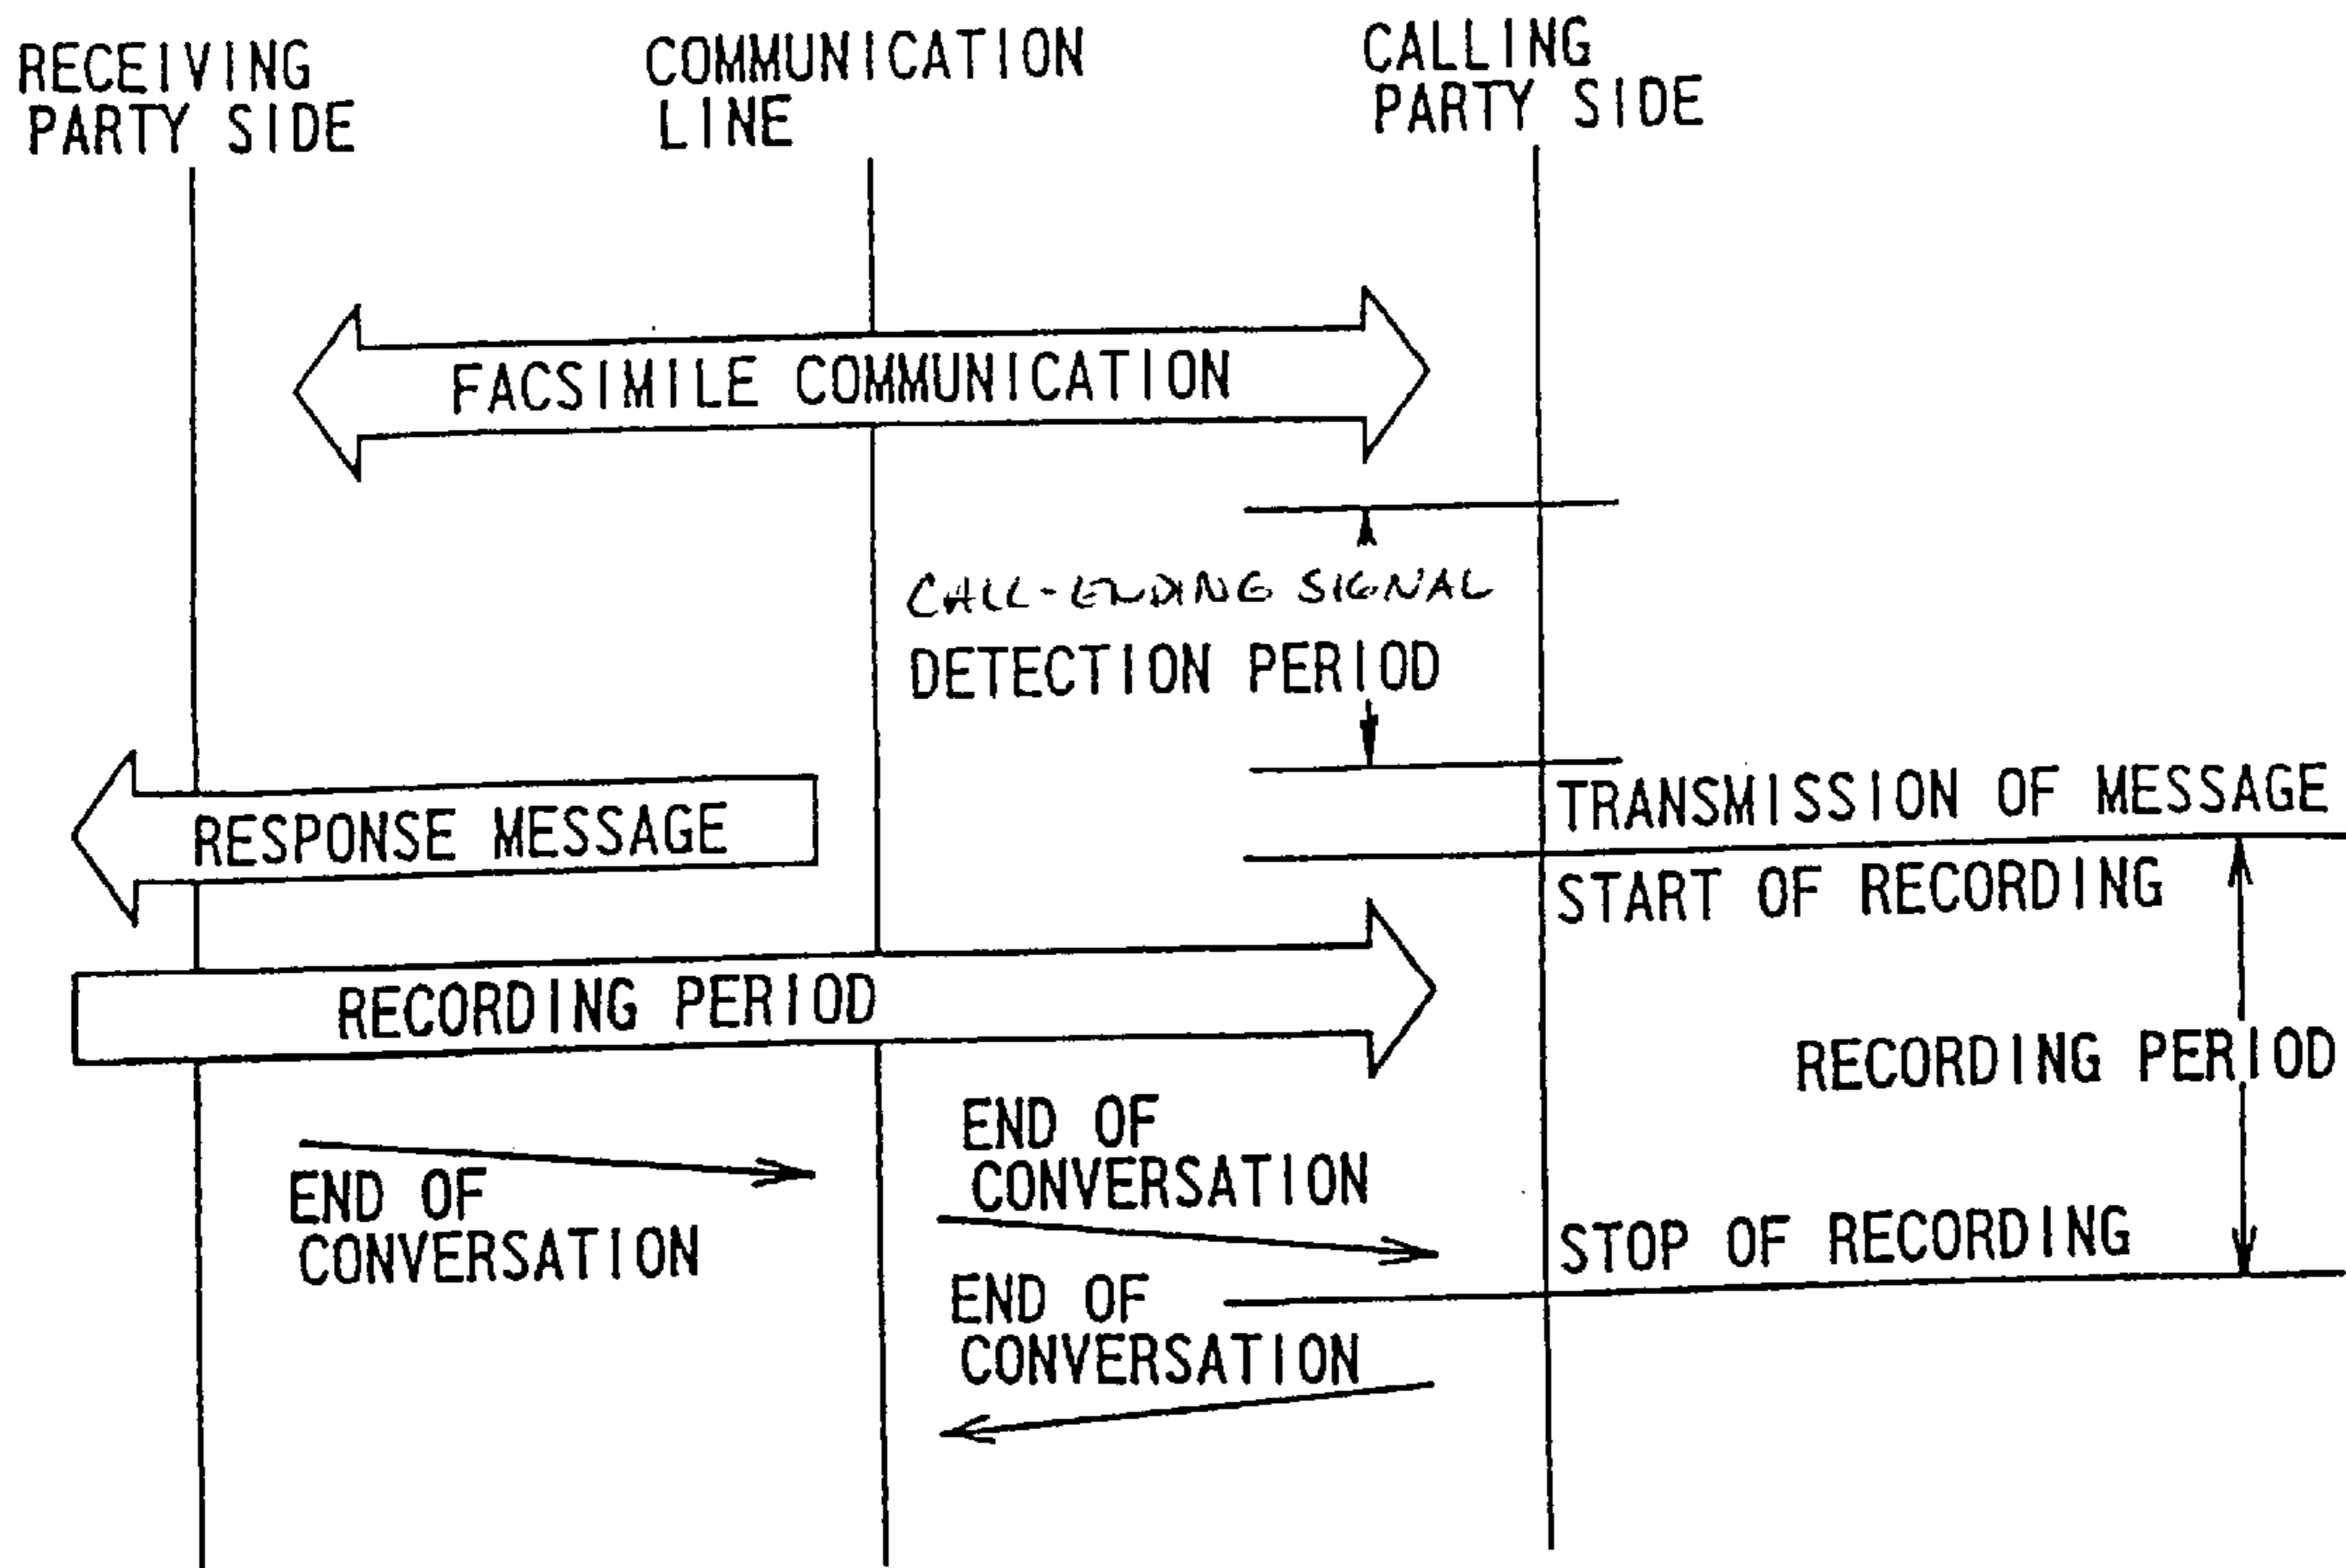 RECEIVING
PARTY SIDE
COMMUNICATION
LINE
CALLING
PARTY SIDE
FACSIMILE COMMUNICATION
CALL-ENDING SIGNAL
DETECTION PERIOD
TRANSMISSION OF MESSAGE
RESPONSE MESSAGE
START OF RECORDING
RECORDING PERIOD
RECORDING PERIOD
END OF
CONVERSATION
END OF
CONVERSATION
STOP OF RECORDING
END OF
CONVERSATION